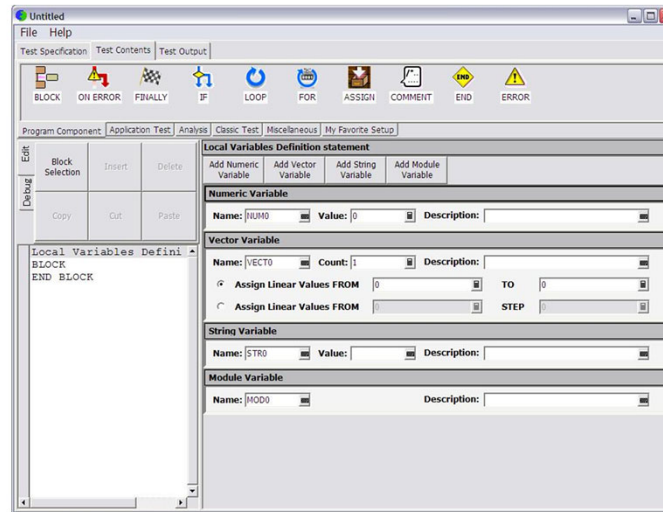 Untitled
File Help
Test Specification Test Contents Test Output
BLOCK ON ERROR FINALLY IF LOOP FOR ASSIGN COMMENT END ERROR
END
Program Component Application Test Analysis Classic Test Miscellaneous My Favorite Setup
Edit
Debug
Block Selection Insert Delete
Copy Cut Paste
Local Variables Defini
BLOCK
END BLOCK
Local Variables Definition statement
Add Numeric Variable Add Vector Variable Add String Variable Add Module Variable
Numeric Variable
Name: NUM0 Value: 0 Description:
Vector Variable
Name: VECT0 Count: 1 Description:
Assign Linear Values FROM 0 TO 0
Assign Linear Values FROM 0 STEP 0
String Variable
Name: STR0 Value: Description:
Module Variable
Name: MOD0 Description: